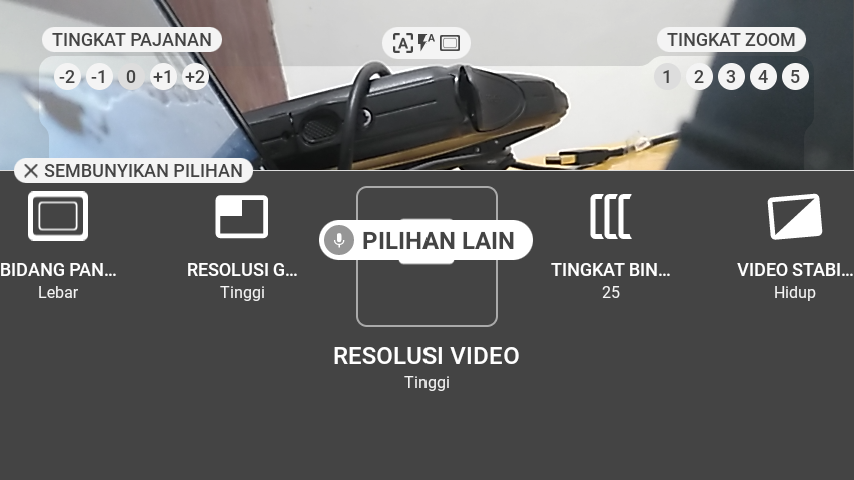 TINGKAT PAJANAN
TINGKAT ZOOM
-2 -1 0 +1 +2
1 2 3 4 5
SEMBUNYIKAN PILIHAN
PILIHAN LAIN
BIDANG PAN...
Lebar
RESOLUSI G...
Tinggi
TINGKAT BIN...
25
VIDEO STABI...
Hidup
RESOLUSI VIDEO
Tinggi